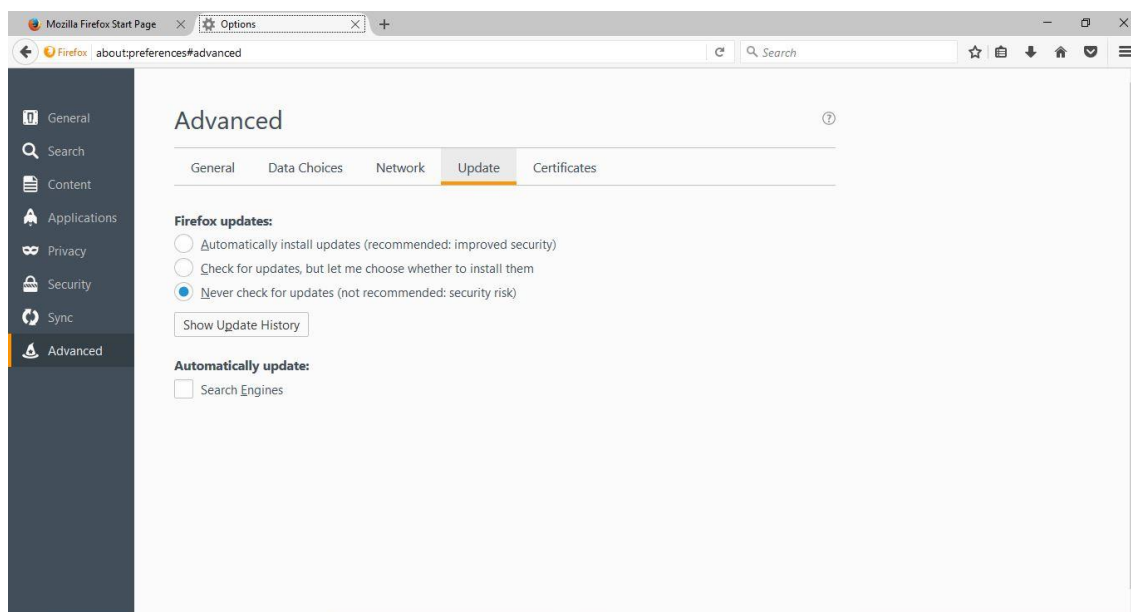 Mozilla Firefox Start Page
Options
Firefox about:preferences#advanced
Search
General
Search
Content
Applications
Privacy
Security
Sync
Advanced
Advanced
General Data Choices Network Update Certificates
Firefox updates:
Automatically install updates (recommended: improved security)
Check for updates, but let me choose whether to install them
Never check for updates (not recommended: security risk)
Show Update History
Automatically update:
Search Engines